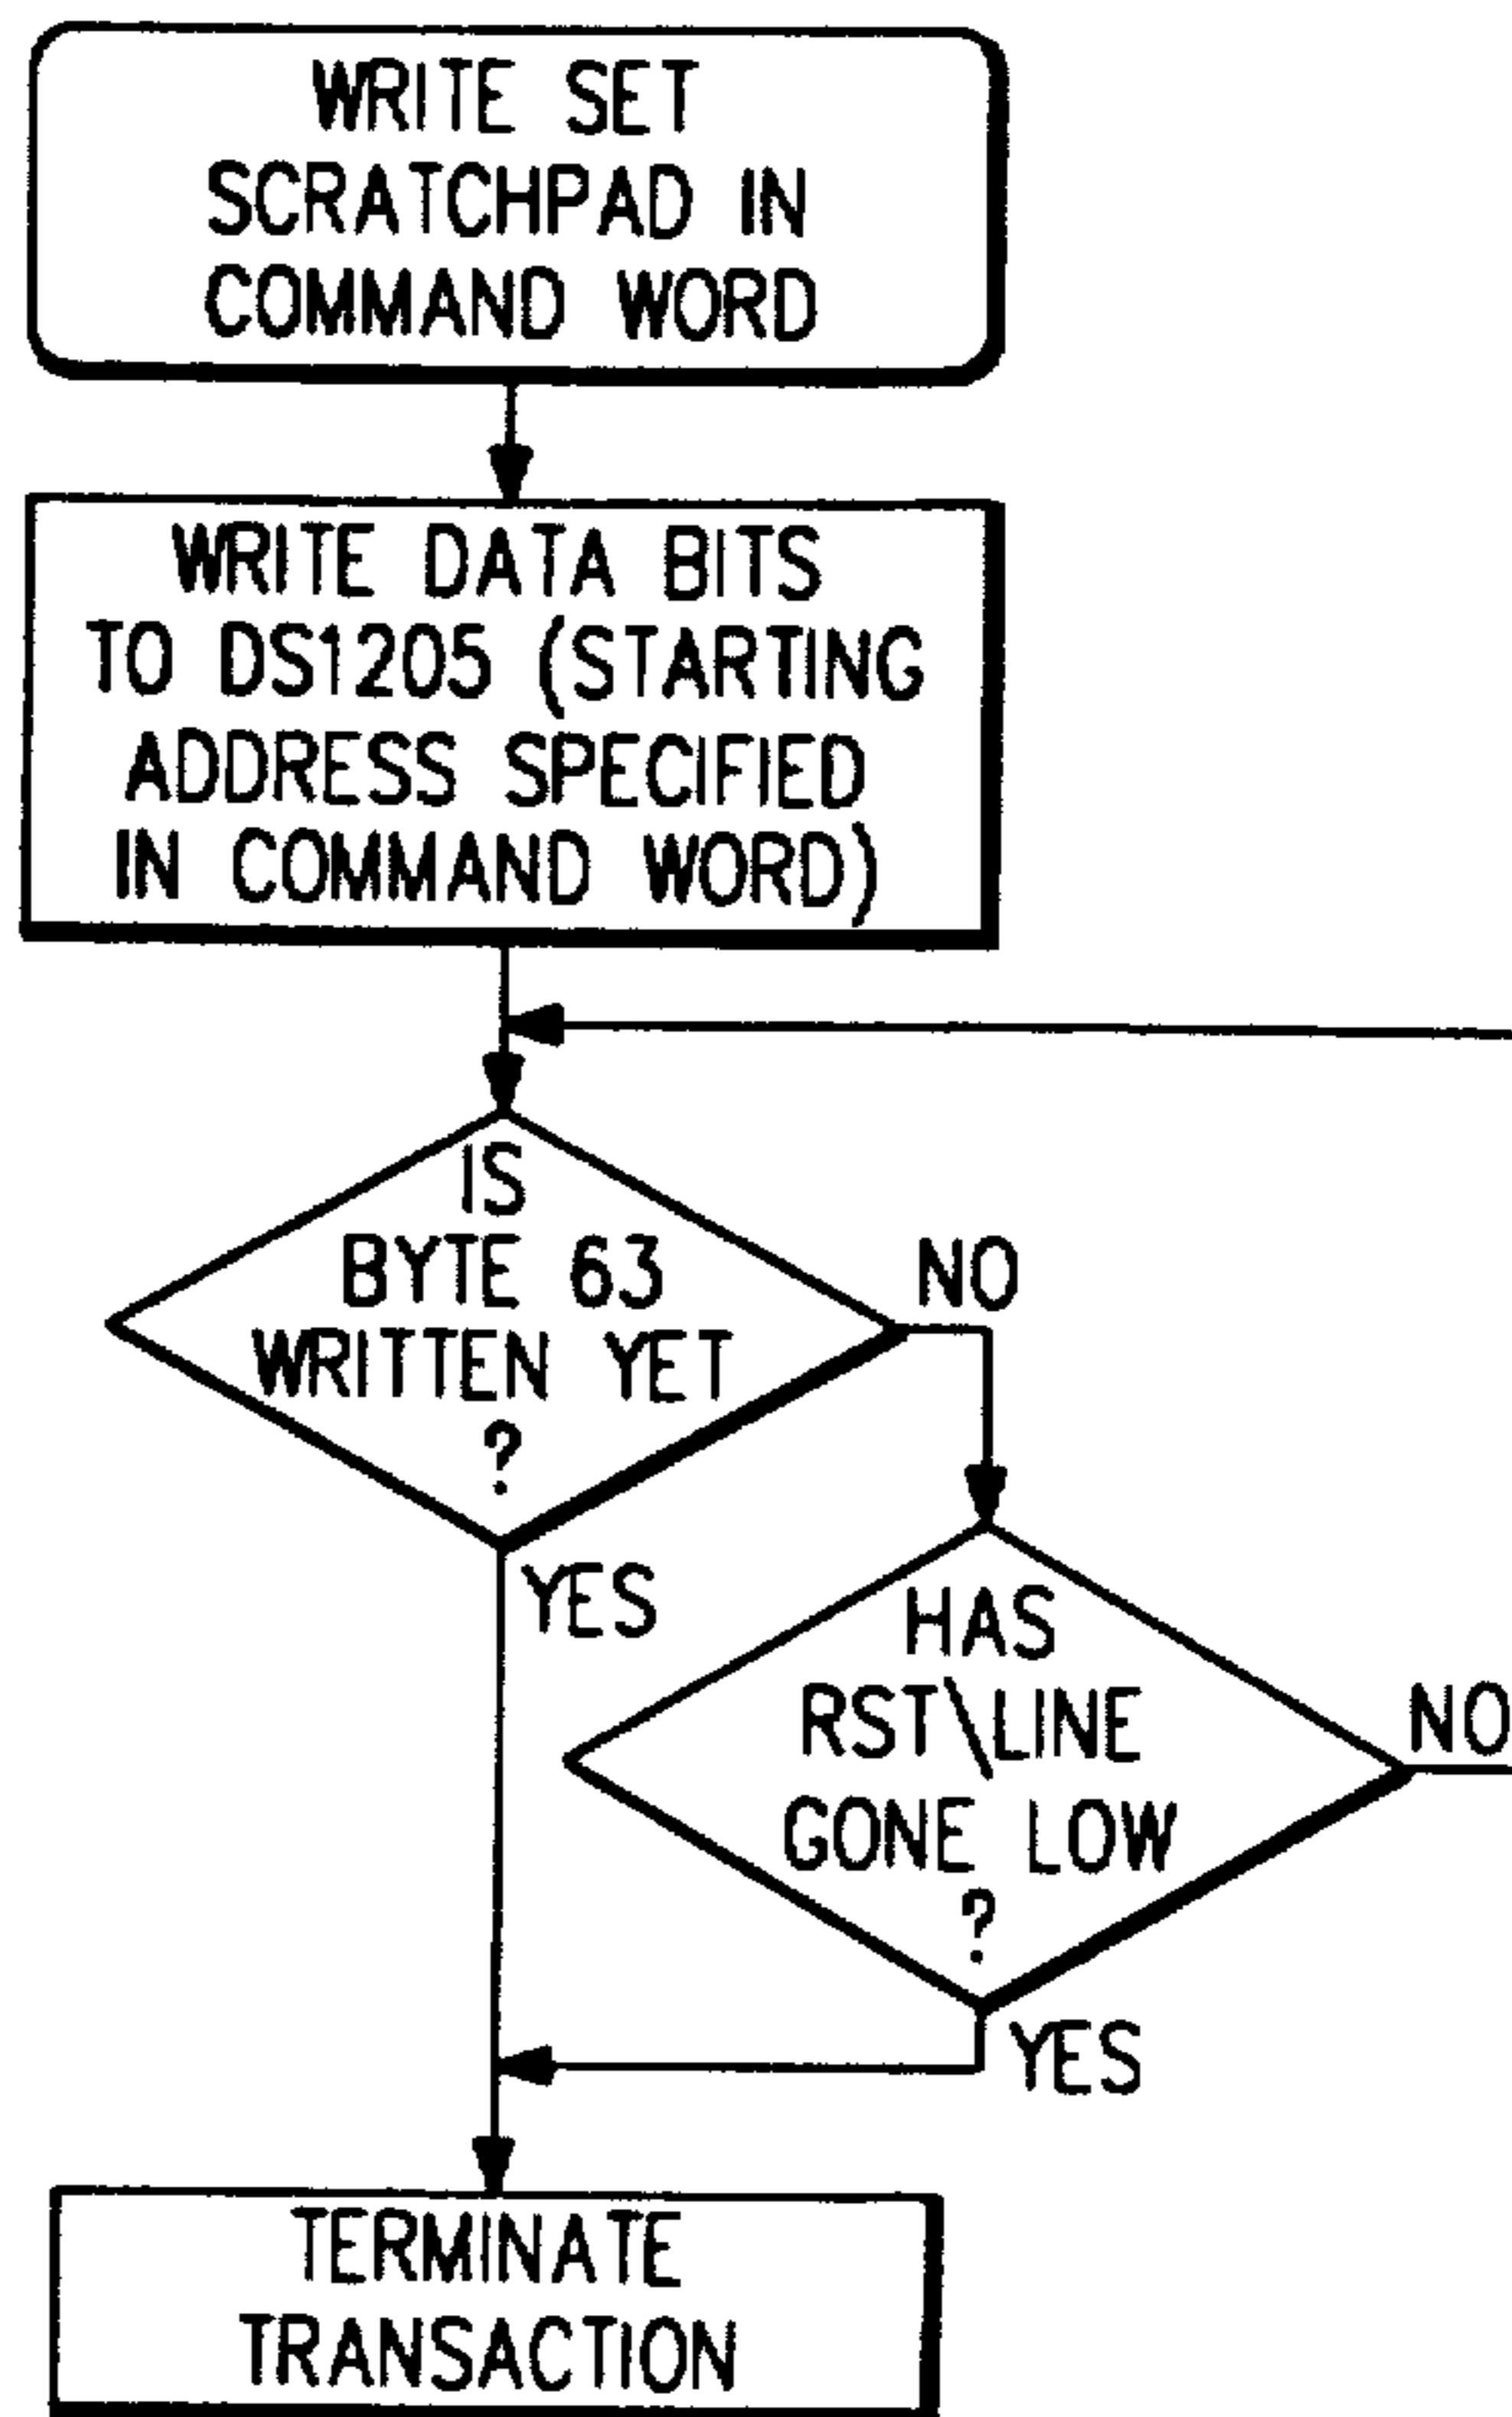 WRITE SET
SCRATCHPAD IN
COMMAND WORD
WRITE DATA BITS
TO DS1205 (STARTING
ADDRESS SPECIFIED
IN COMMAND WORD)
IS
BYTE 63
WRITTEN YET
?
NO
YES
HAS
RST\LINE
GONE LOW
?
NO
YES
TERMINATE
TRANSACTION